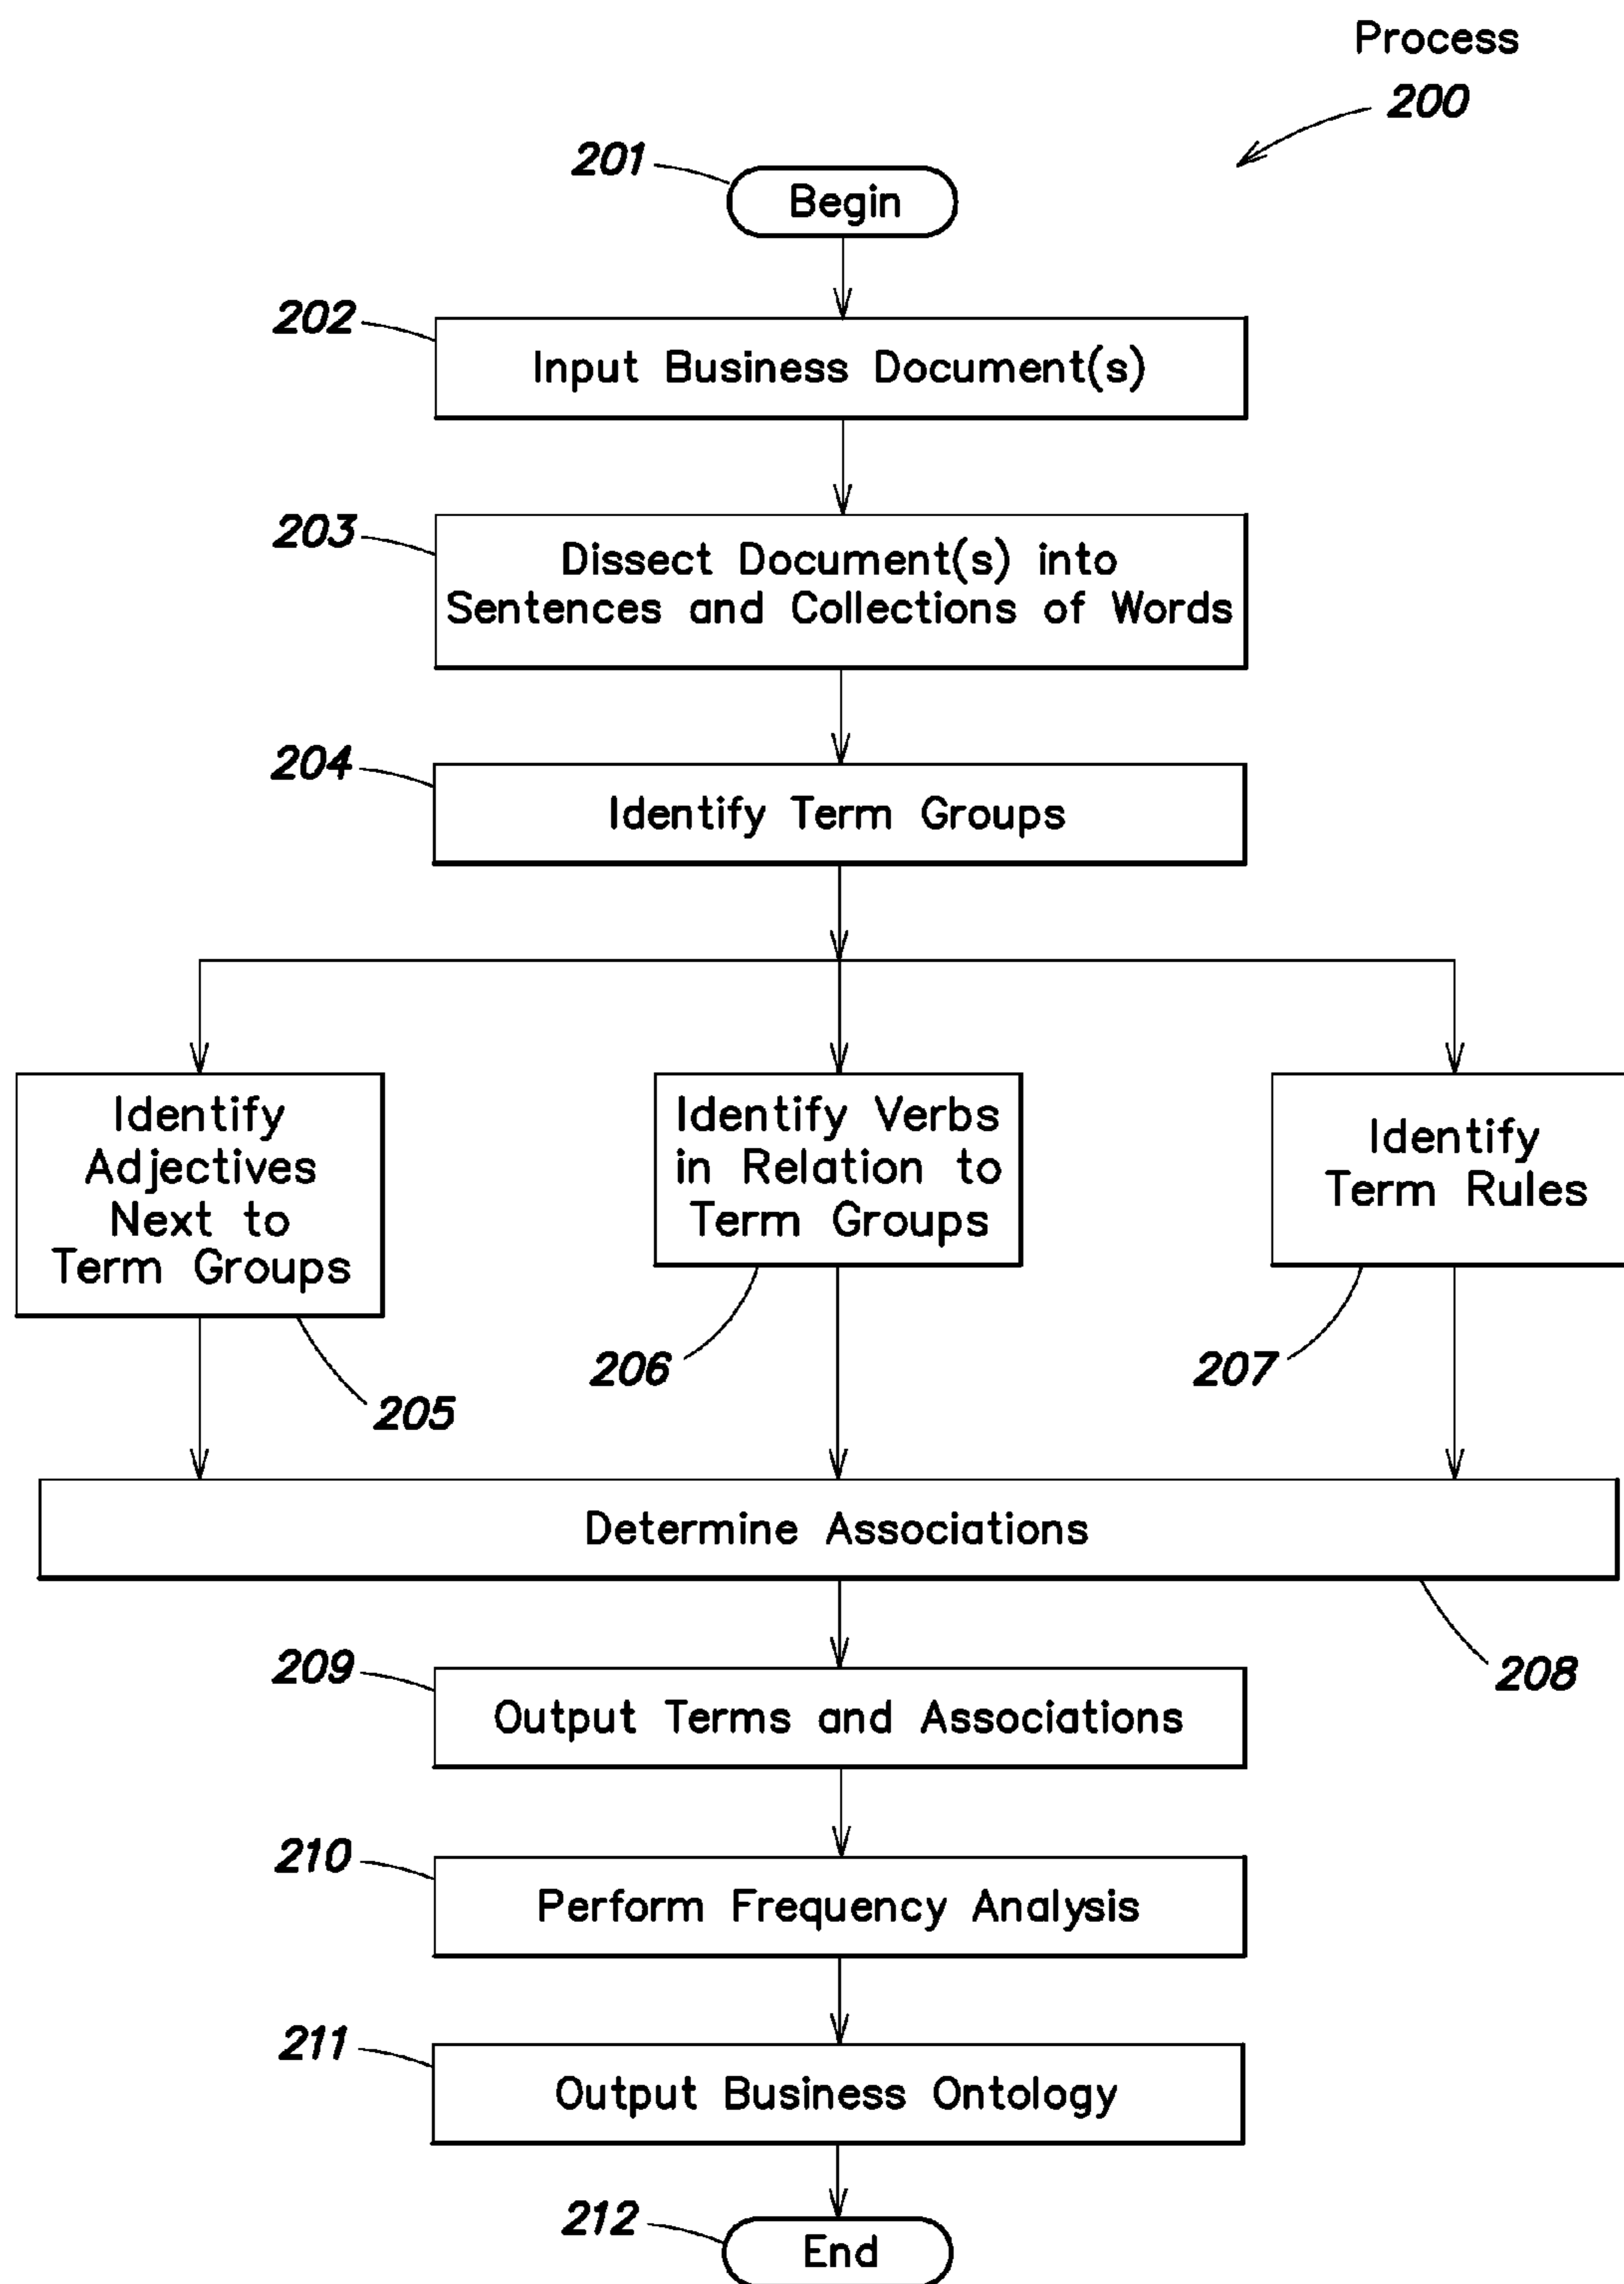 Process
200
201
Begin
202
Input Business Document(s)
203
Dissect Document(s) into
Sentences and Collections of Words
204
Identify Term Groups
Identify
Adjectives
Next to
Term Groups
205
Identify Verbs
in Relation to
Term Groups
206
Identify
Term Rules
207
Determine Associations
208
209
Output Terms and Associations
210
Perform Frequency Analysis
211
Output Business Ontology
212
End